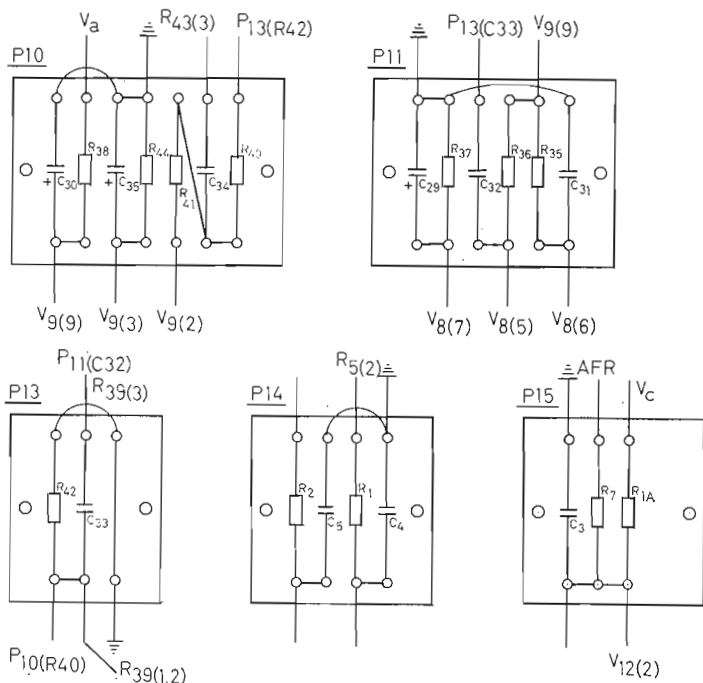 Va R43(3) P13(R42)
P10
R38 R44 R41 R40
C30 C35 C34
+ +
V9(9) V9(3) V9(2)
P13(C33) V9(9)
P11
R37 R36 R35
+ C29 C32 C31
V8(7) V8(5) V8(6)
P11(C32)
P13 R39(3)
R42 C33
P10(R40) R39(1,2)
R5(2)
P14
R2 C5 R1 C4
AFR Vc
P15
C3 R7 R1A
V12(2)